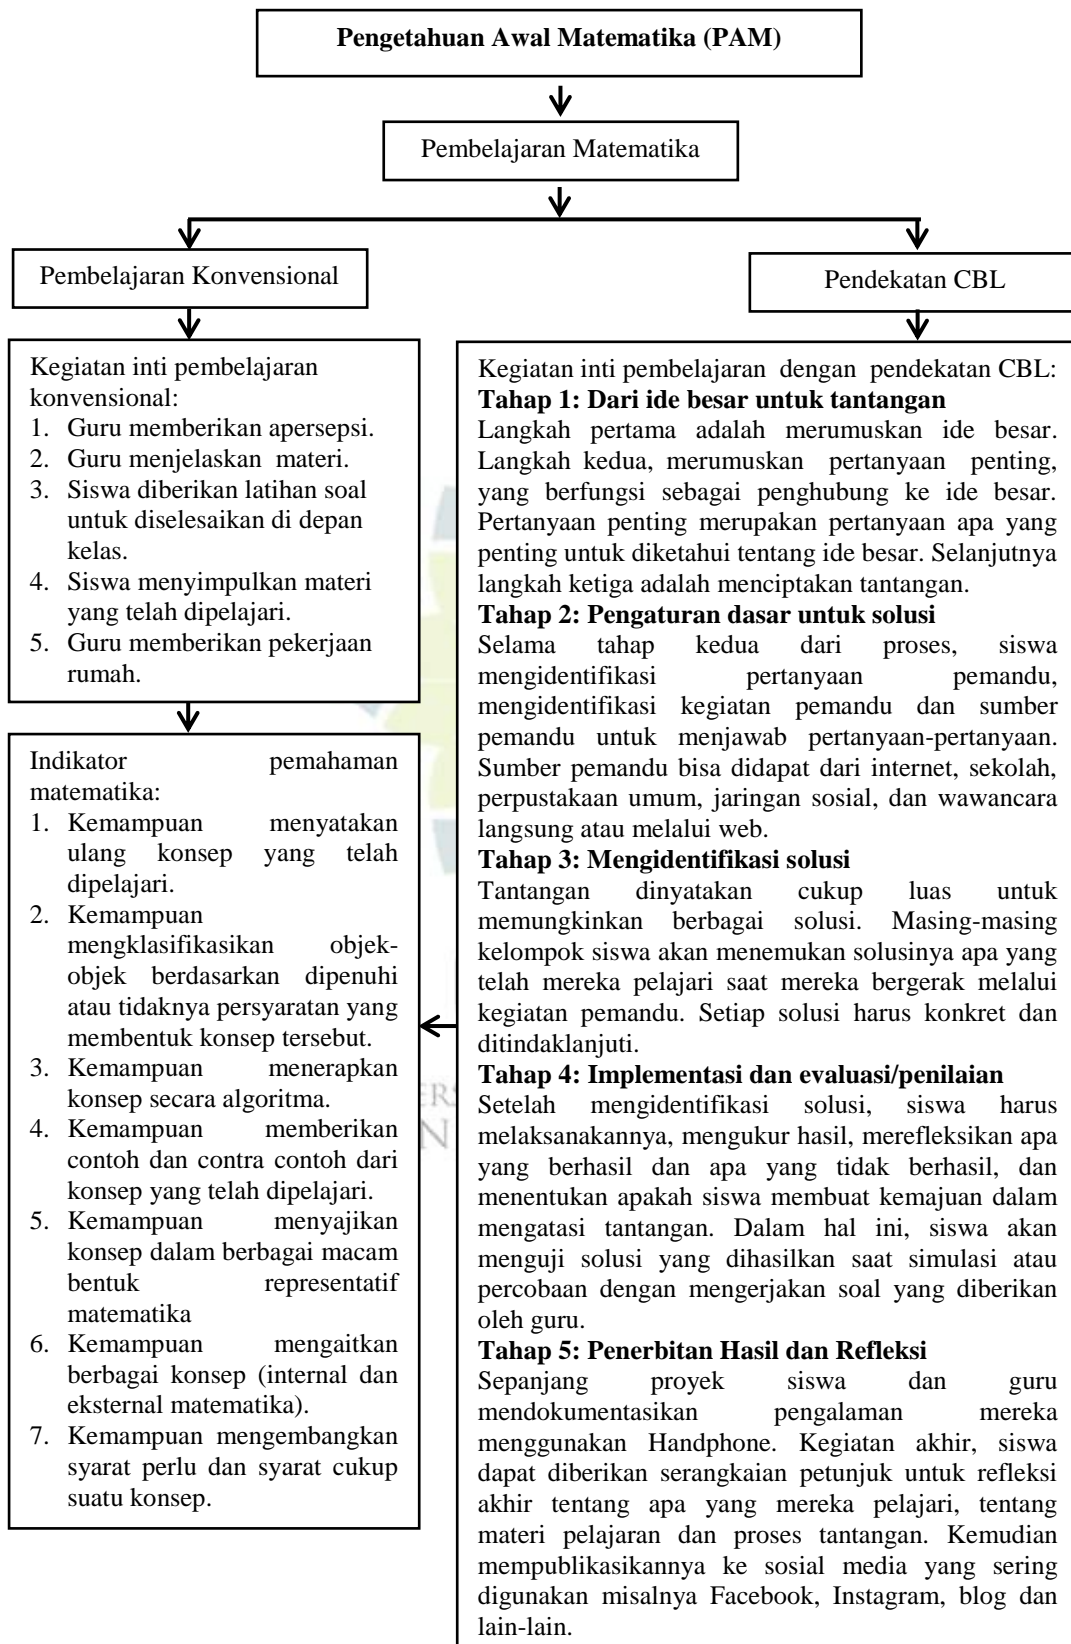 Pengetahuan Awal Matematika (PAM)
Pembelajaran Matematika
Pembelajaran Konvensional
Pendekatan CBL
Kegiatan inti pembelajaran
konvensional:
1. Guru memberikan apersepsi.
2. Guru menjelaskan materi.
3. Siswa diberikan latihan soal
untuk diselesaikan di depan
kelas.
4. Siswa menyimpulkan materi
yang telah dipelajari.
5. Guru memberikan pekerjaan
rumah.
Indikator pemahaman
matematika:
1. Kemampuan menyatakan
ulang konsep yang telah
dipelajari.
2. Kemampuan
mengklasifikasikan objek-
objek berdasarkan dipenuhi
atau tidaknya persyaratan yang
membentuk konsep tersebut.
3. Kemampuan menerapkan
konsep secara algoritma.
4. Kemampuan memberikan
contoh dan contra contoh dari
konsep yang telah dipelajari.
5. Kemampuan menyajikan
konsep dalam berbagai macam
bentuk representatif
matematika
6. Kemampuan mengaitkan
berbagai konsep (internal dan
eksternal matematika).
7. Kemampuan mengembangkan
syarat perlu dan syarat cukup
suatu konsep.
Kegiatan inti pembelajaran dengan pendekatan CBL:
Tahap 1: Dari ide besar untuk tantangan
Langkah pertama adalah merumuskan ide besar.
Langkah kedua, merumuskan pertanyaan penting,
yang berfungsi sebagai penghubung ke ide besar.
Pertanyaan penting merupakan pertanyaan apa yang
penting untuk diketahui tentang ide besar. Selanjutnya
langkah ketiga adalah menciptakan tantangan.
Tahap 2: Pengaturan dasar untuk solusi
Selama tahap kedua dari proses, siswa
mengidentifikasi pertanyaan pemandu,
mengidentifikasi kegiatan pemandu dan sumber
pemandu untuk menjawab pertanyaan-pertanyaan.
Sumber pemandu bisa didapat dari internet, sekolah,
perpustakaan umum, jaringan sosial, dan wawancara
langsung atau melalui web.
Tahap 3: Mengidentifikasi solusi
Tantangan dinyatakan cukup luas untuk
memungkinkan berbagai solusi. Masing-masing
kelompok siswa akan menemukan solusinya apa yang
telah mereka pelajari saat mereka bergerak melalui
kegiatan pemandu. Setiap solusi harus konkret dan
ditindaklanjuti.
Tahap 4: Implementasi dan evaluasi/penilaian
Setelah mengidentifikasi solusi, siswa harus
melaksanakannya, mengukur hasil, merefleksikan apa
yang berhasil dan apa yang tidak berhasil, dan
menentukan apakah siswa membuat kemajuan dalam
mengatasi tantangan. Dalam hal ini, siswa akan
menguji solusi yang dihasilkan saat simulasi atau
percobaan dengan mengerjakan soal yang diberikan
oleh guru.
Tahap 5: Penerbitan Hasil dan Refleksi
Sepanjang proyek siswa dan guru
mendokumentasikan pengalaman mereka
menggunakan Handphone. Kegiatan akhir, siswa
dapat diberikan serangkaian petunjuk untuk refleksi
akhir tentang apa yang mereka pelajari, tentang
materi pelajaran dan proses tantangan. Kemudian
mempublikasikannya ke sosial media yang sering
digunakan misalnya Facebook, Instagram, blog dan
lain-lain.